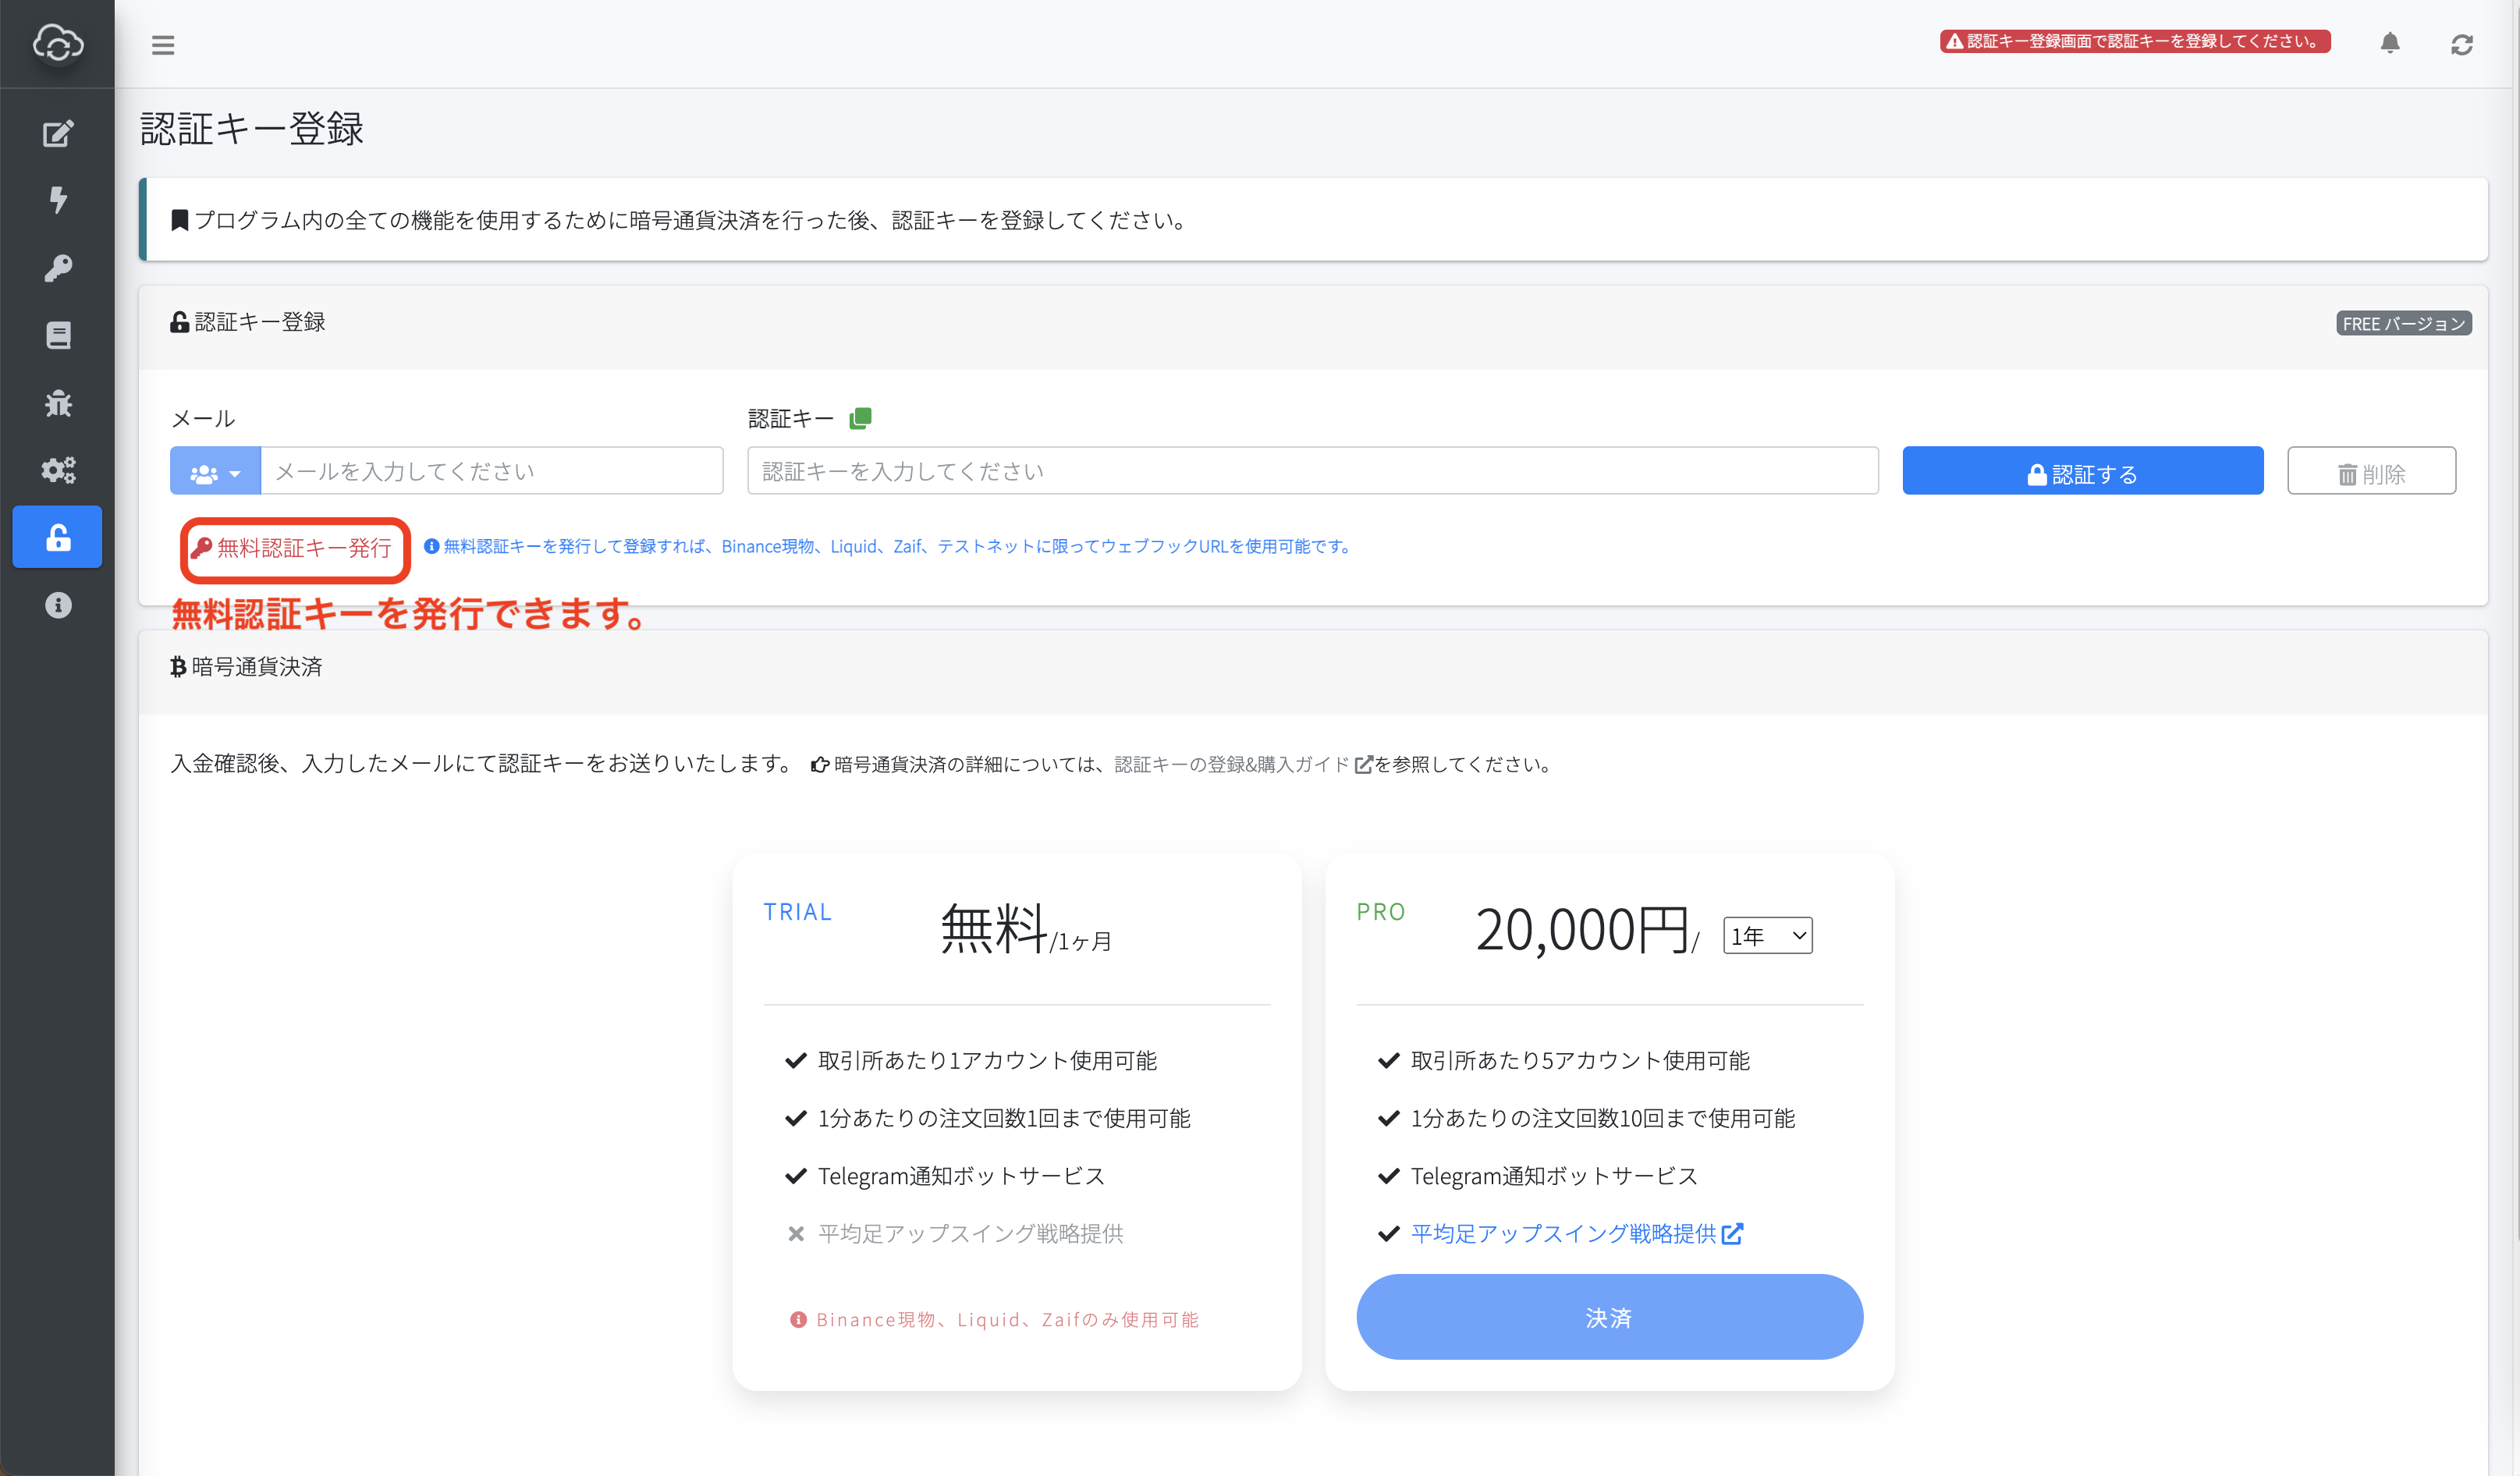 認証キー登録画面で認証キーを登録してください。
認証キー登録
プログラム内の全ての機能を使用するために暗号通貨決済を行った後、認証キーを登録してください。
認証キー登録
FREE バージョン
メール
認証キー
メールを入力してください
認証キーを入力してください
認証する
削除
無料認証キー発行
無料認証キーを発行して登録すれば、Binance現物、Liquid、Zaif、テストネットに限ってウェブフックURLを使用可能です。
無料認証キーを発行できます。
暗号通貨決済
入金確認後、入力したメールにて認証キーをお送りいたします。 暗号通貨決済の詳細については、認証キーの登録&購入ガイドを参照してください。
TRIAL
無料/1ヶ月
取引所あたり1アカウント使用可能
1分あたりの注文回数1回まで使用可能
Telegram通知ボットサービス
平均足アップスイング戦略提供
Binance現物、Liquid、Zaifのみ使用可能
PRO
20,000円/ 1年
取引所あたり5アカウント使用可能
1分あたりの注文回数10回まで使用可能
Telegram通知ボットサービス
平均足アップスイング戦略提供
決済